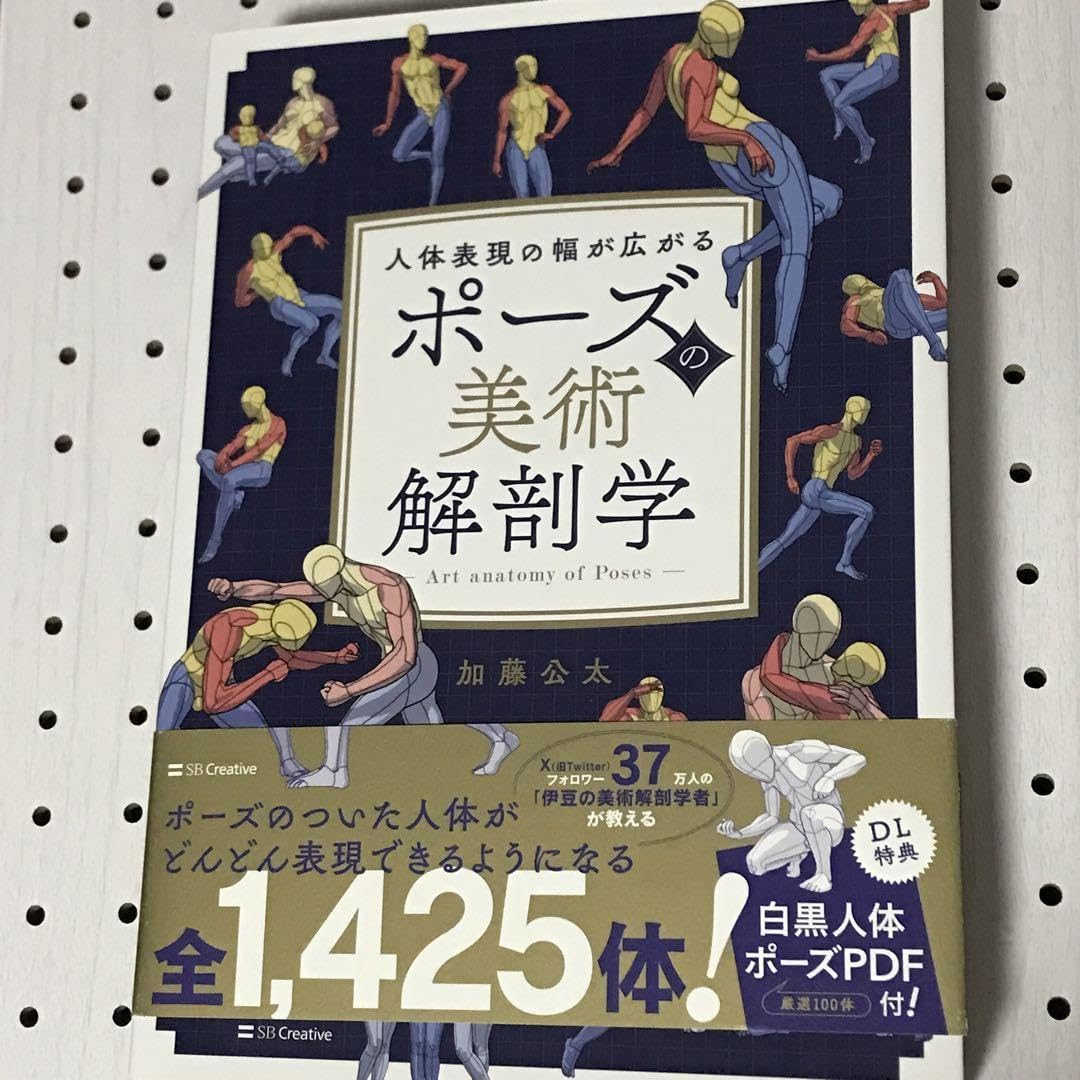 人体表現の幅が広がる
ポーズの
美術
解剖学
Art anatomy of Poses
加藤公太
SB Creative
X(旧Twitter)
フォロワー37万人の
「伊豆の美術解剖学者」
が教える
ポーズのついた人体が
どんどん表現できるようになる
全1,425体!
DL
特典
白黒人体
ポーズPDF
厳選100体
付!
SB Creative